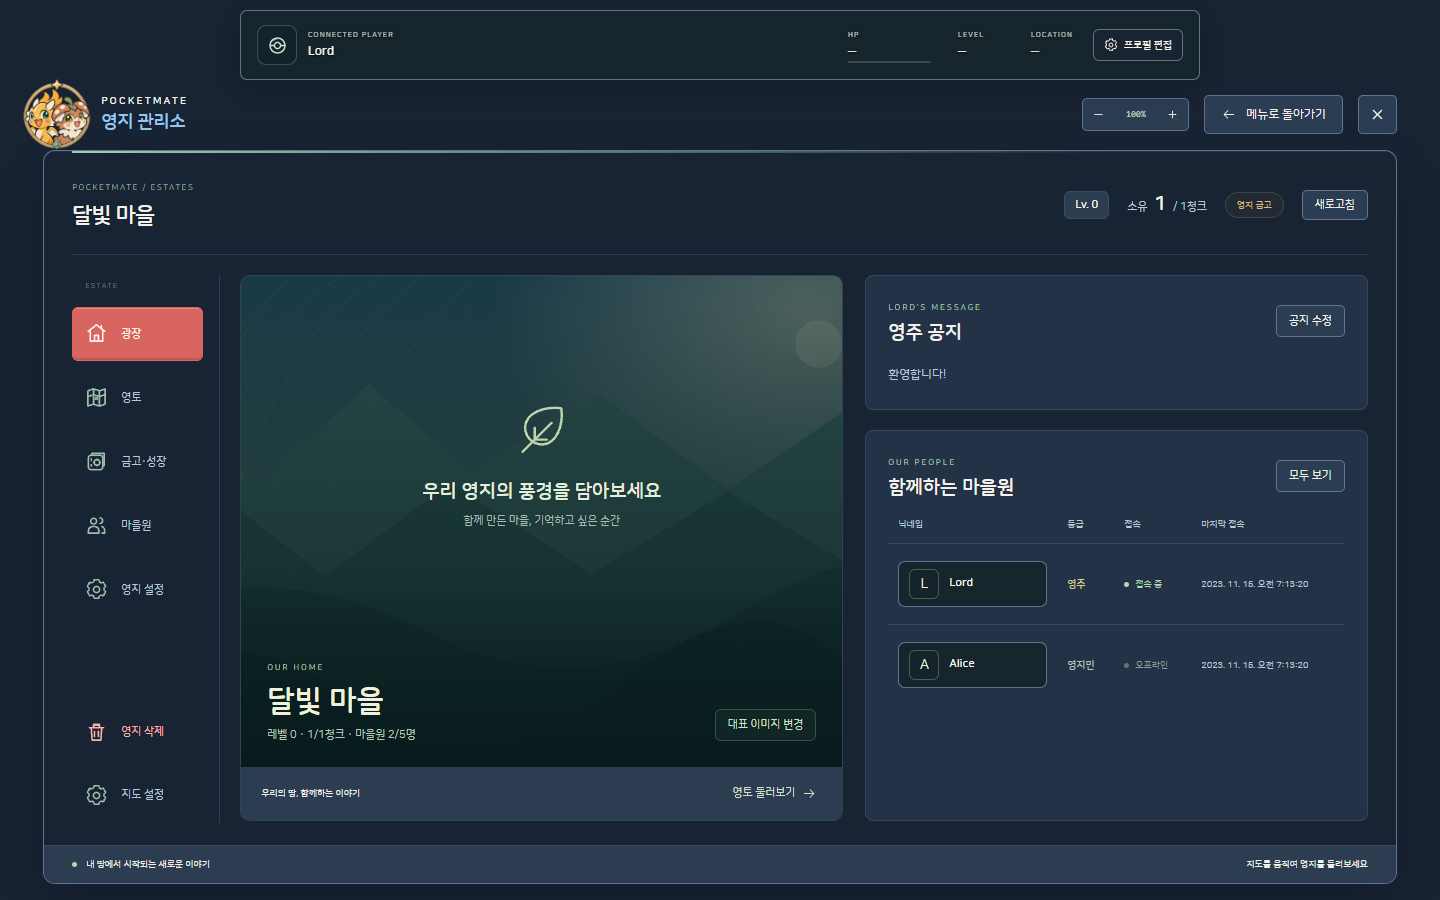 CONNECTED PLAYER
Lord
HP
—
LEVEL
—
LOCATION
—
프로필 편집
POCKETMATE
영지 관리소
− 100% +
← 메뉴로 돌아가기
×
POCKETMATE / ESTATES
달빛 마을
Lv. 0
소유 1 / 1청크
영지 금고
새로고침
ESTATE
광장
영토
금고·성장
마을원
영지 설정
영지 삭제
지도 설정
우리 영지의 풍경을 담아보세요
함께 만든 마을, 기억하고 싶은 순간
OUR HOME
달빛 마을
레벨 0 · 1/1청크 · 마을원 2/5명
대표 이미지 변경
우리의 땅, 함께하는 이야기
영토 둘러보기 →
LORD'S MESSAGE
영주 공지
공지 수정
환영합니다!
OUR PEOPLE
함께하는 마을원
모두 보기
닉네임 등급 접속 마지막 접속
L Lord 영주 접속 중 2023. 11. 15. 오전 7:13:20
A Alice 영지민 오프라인 2023. 11. 15. 오전 7:13:20
내 땅에서 시작되는 새로운 이야기
지도를 움직여 영지를 둘러보세요